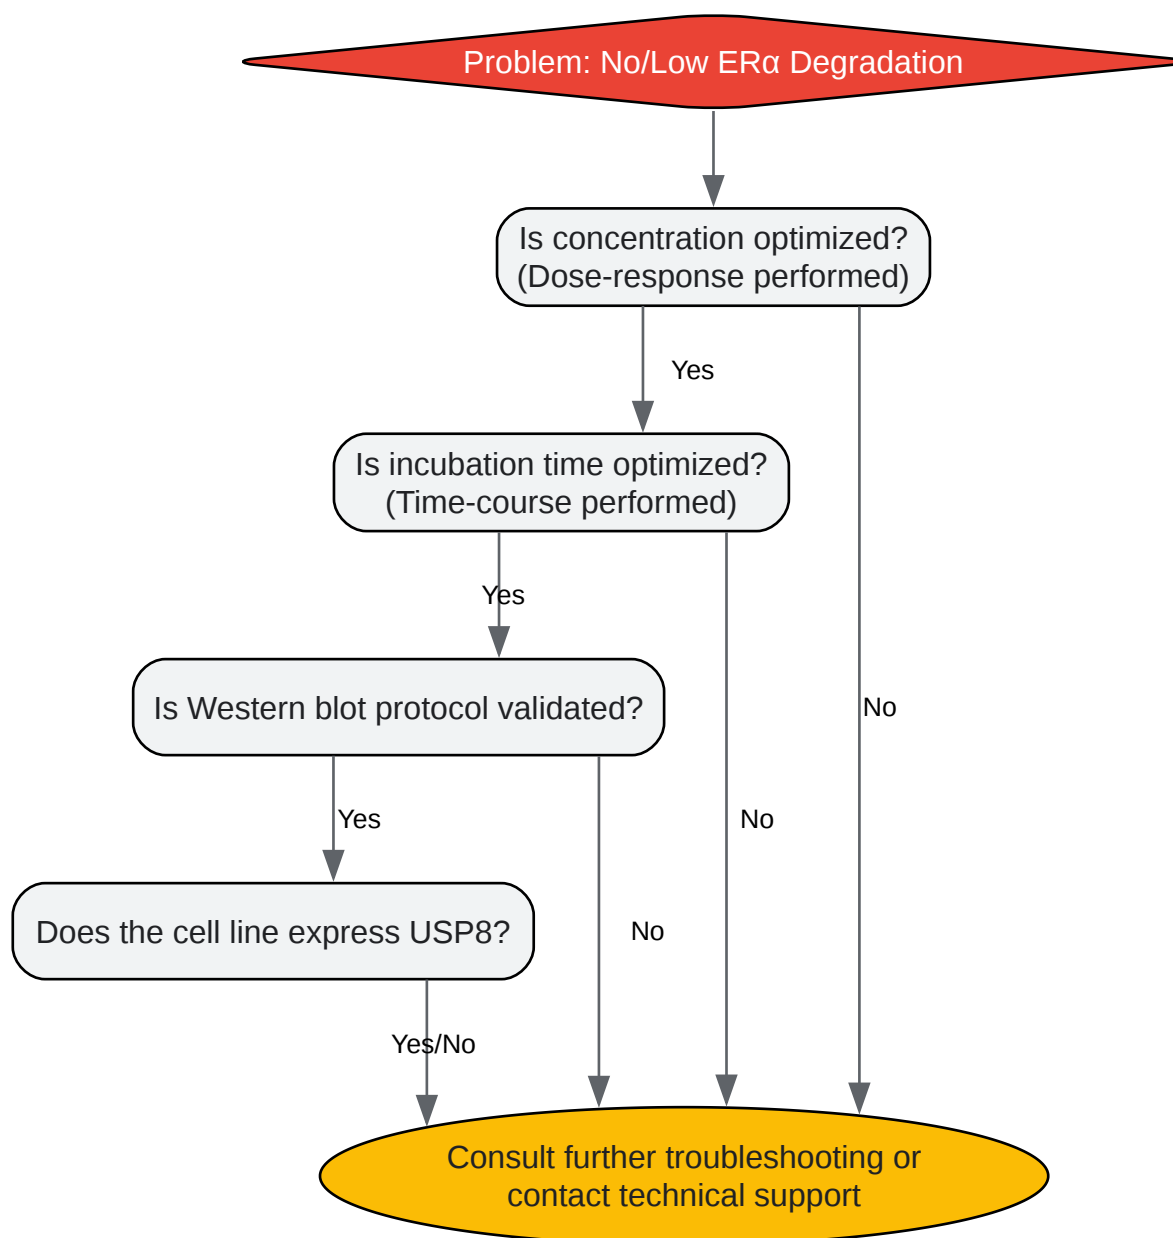 Problem: No/Low ERα Degradation
Is concentration optimized?
(Dose-response performed)
Yes
Is incubation time optimized?
(Time-course performed)
Yes
Is Western blot protocol validated?
No
Yes
No
Does the cell line express USP8?
No
Yes/No
Consult further troubleshooting or
contact technical support